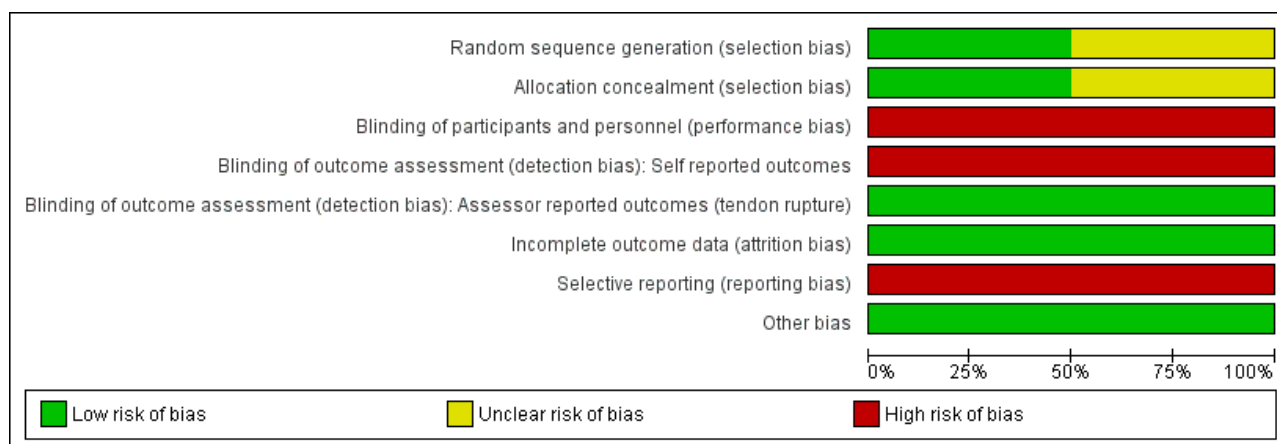 Random sequence generation (selection bias)
Allocation concealment (selection bias)
Blinding of participants and personnel (performance bias)
Blinding of outcome assessment (detection bias): Self reported outcomes
Blinding of outcome assessment (detection bias): Assessor reported outcomes (tendon rupture)
Incomplete outcome data (attrition bias)
Selective reporting (reporting bias)
Other bias
0% 25% 50% 75% 100%
Low risk of bias Unclear risk of bias High risk of bias